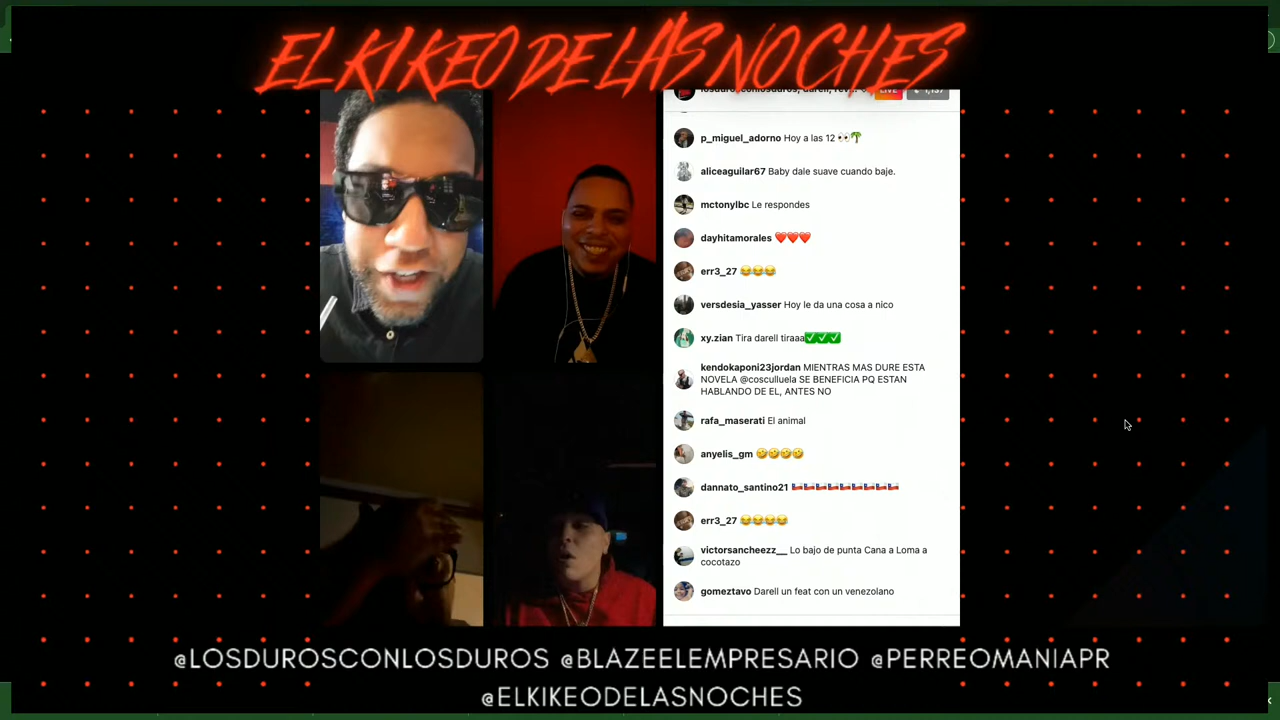 EL KIKEO DE LAS NOCHES
LIVE
p_miguel_adorno Hoy a las 12 👀🌴
aliceaguilar67 Baby dale suave cuando baje.
mctonylbc Le respondes
dayhitamorales ❤️❤️❤️
err3_27 😂😂😂
versdesia_yasser Hoy le da una cosa a nico
xy.zian Tira darell tiraaa✅✅✅
kendokaponi23jordan MIENTRAS MAS DURE ESTA
NOVELA @cosculluela SE BENEFICIA PQ ESTAN
HABLANDO DE EL, ANTES NO
rafa_maserati El animal
anyelis_gm 🤣🤣🤣🤣
dannato_santino21 🇨🇱🇨🇱🇨🇱🇨🇱🇨🇱🇨🇱🇨🇱🇨🇱🇨🇱
err3_27 😂😂😂😂
victorsancheezz__ Lo bajo de punta Cana a Loma a
cocotazo
gomeztavo Darell un feat con un venezolano
@LOSDUROSCONLOSDUROS @BLAZEELEMPRESARIO @PERREOMANIAPR
@ELKIKEODELASNOCHES